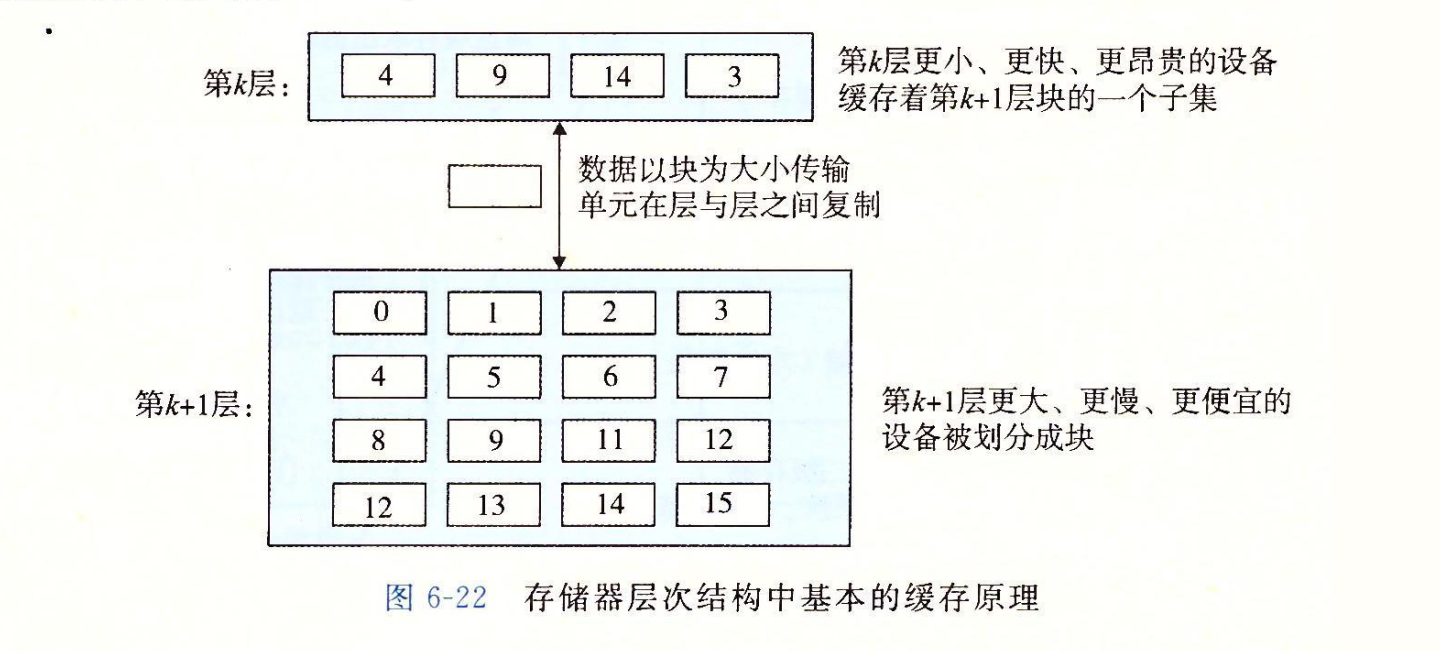 第k层： 4 9 14 3
第k层更小、更快、更昂贵的设备
缓存着第k+1层块的一个子集
数据以块为大小传输
单元在层与层之间复制
0 1 2 3
4 5 6 7
第k+1层：
8 9 11 12
12 13 14 15
第k+1层更大、更慢、更便宜的
设备被划分成块
图 6-22 存储器层次结构中基本的缓存原理